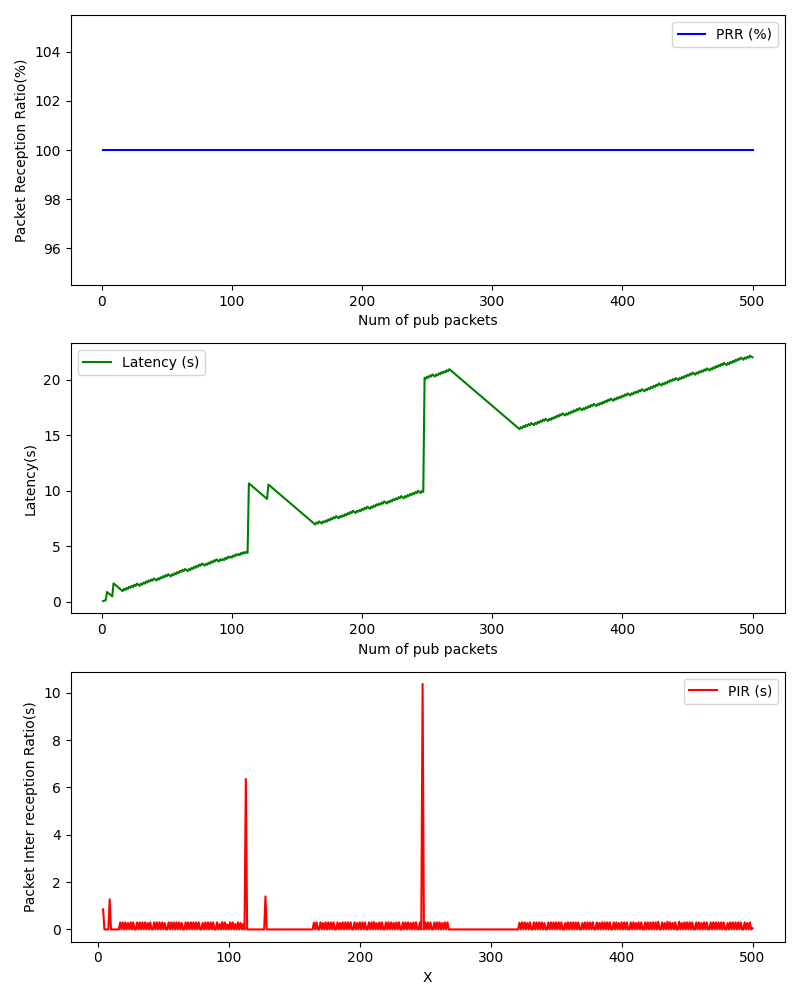 PRR (%)
104
102
100
98
96
Packet Reception Ratio(%)
0 100 200 300 400 500
Num of pub packets
Latency (s)
20
15
10
5
0
Latency(s)
0 100 200 300 400 500
Num of pub packets
PIR (s)
10
8
6
4
2
0
Packet Inter reception Ratio(s)
0 100 200 300 400 500
X